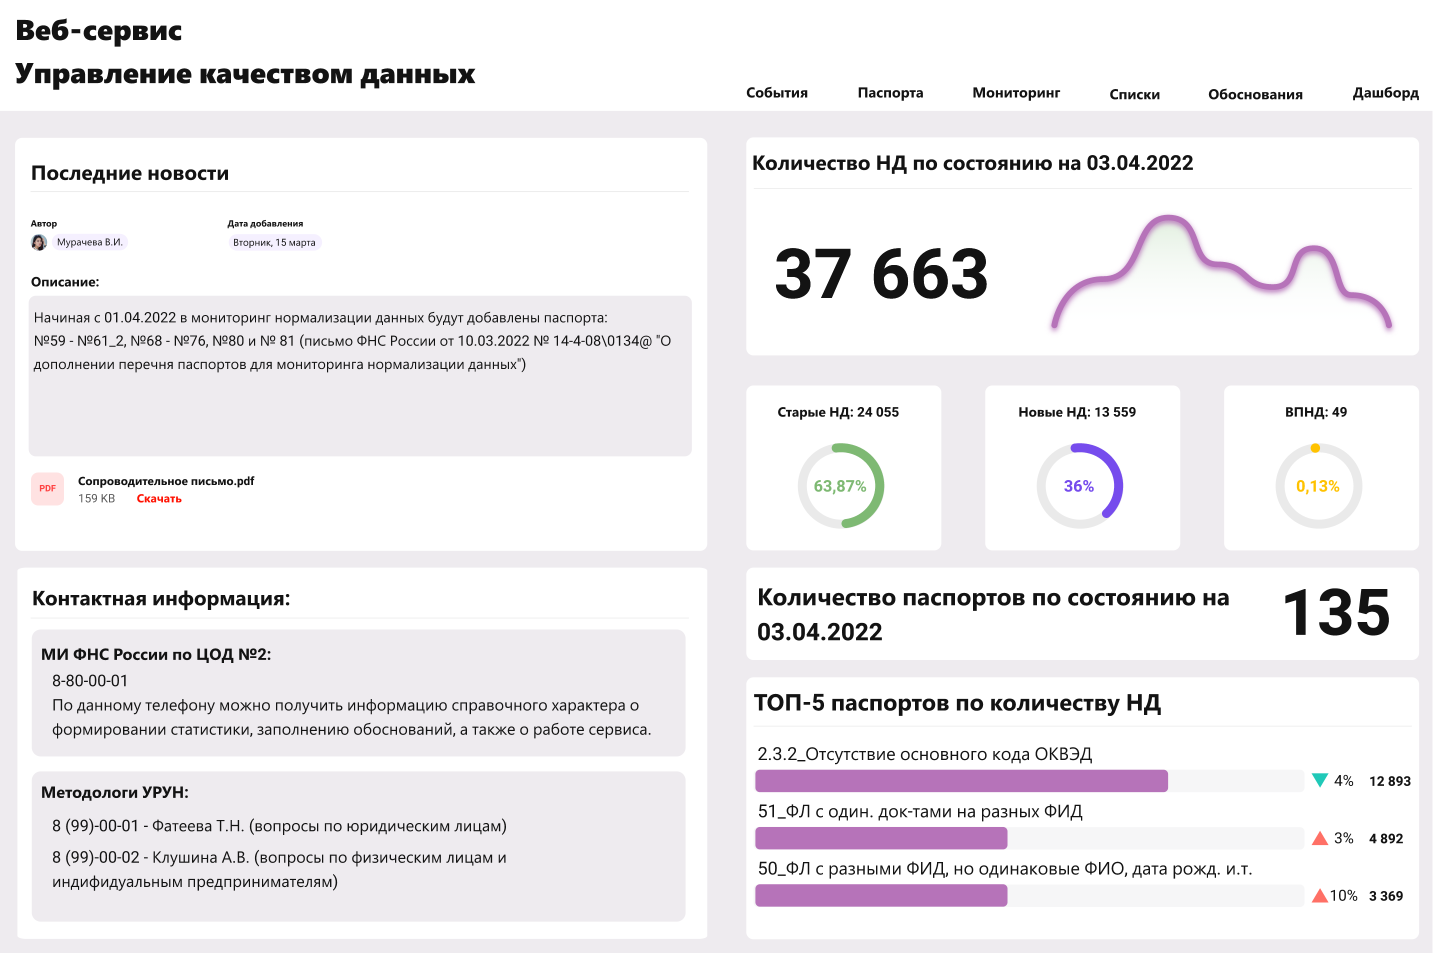 Веб-сервис
Управление качеством данных
События
Паспорта
Мониторинг
Списки
Обоснования
Дашборд
Последние новости
Автор
Дата добавления
Мурачева В.И.
Вторник, 15 марта
Описание:
Начиная с 01.04.2022 в мониторинг нормализации данных будут добавлены паспорта:
№59 - №61_2, №68 - №76, №80 и № 81 (письмо ФНС России от 10.03.2022 № 14-4-08\0134@ "О
дополнении перечня паспортов для мониторинга нормализации данных")
PDF
Сопроводительное письмо.pdf
159 KB
Скачать
Контактная информация:
МИ ФНС России по ЦОД №2:
8-80-00-01
По данному телефону можно получить информацию справочного характера о
формировании статистики, заполнению обоснований, а также о работе сервиса.
Методологи УРУН:
8 (99)-00-01 - Фатеева Т.Н. (вопросы по юридическим лицам)
8 (99)-00-02 - Клушина А.В. (вопросы по физическим лицам и
индифидуальным предпринимателям)
Количество НД по состоянию на 03.04.2022
37 663
Старые НД: 24 055
63,87%
Новые НД: 13 559
36%
ВПНД: 49
0,13%
Количество паспортов по состоянию на
03.04.2022
135
ТОП-5 паспортов по количеству НД
2.3.2_Отсутствие основного кода ОКВЭД
4%
12 893
51_ФЛ с один. док-тами на разных ФИД
3%
4 892
50_ФЛ с разными ФИД, но одинаковые ФИО, дата рожд. и.т.
10%
3 369